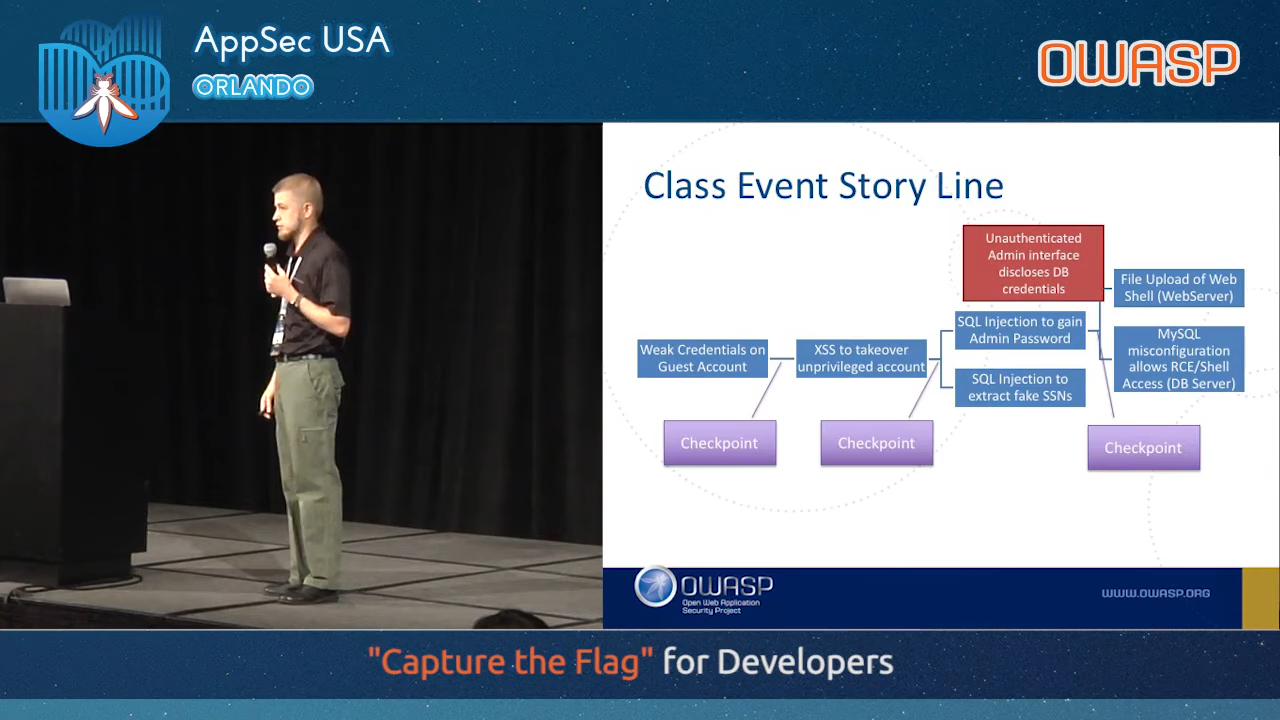 AppSec USA
ORLANDO
OWASP
Class Event Story Line
Unauthenticated
Admin interface
discloses DB
credentials
File Upload of Web
Shell (WebServer)
SQL Injection to gain
Admin Password
MySQL
misconfiguration
allows RCE/Shell
Access (DB Server)
Weak Credentials on
Guest Account
XSS to takeover
unprivileged account
SQL Injection to
extract fake SSNs
Checkpoint
Checkpoint
Checkpoint
OWASP
Open Web Application
Security Project
WWW.OWASP.ORG
"Capture the Flag" for Developers